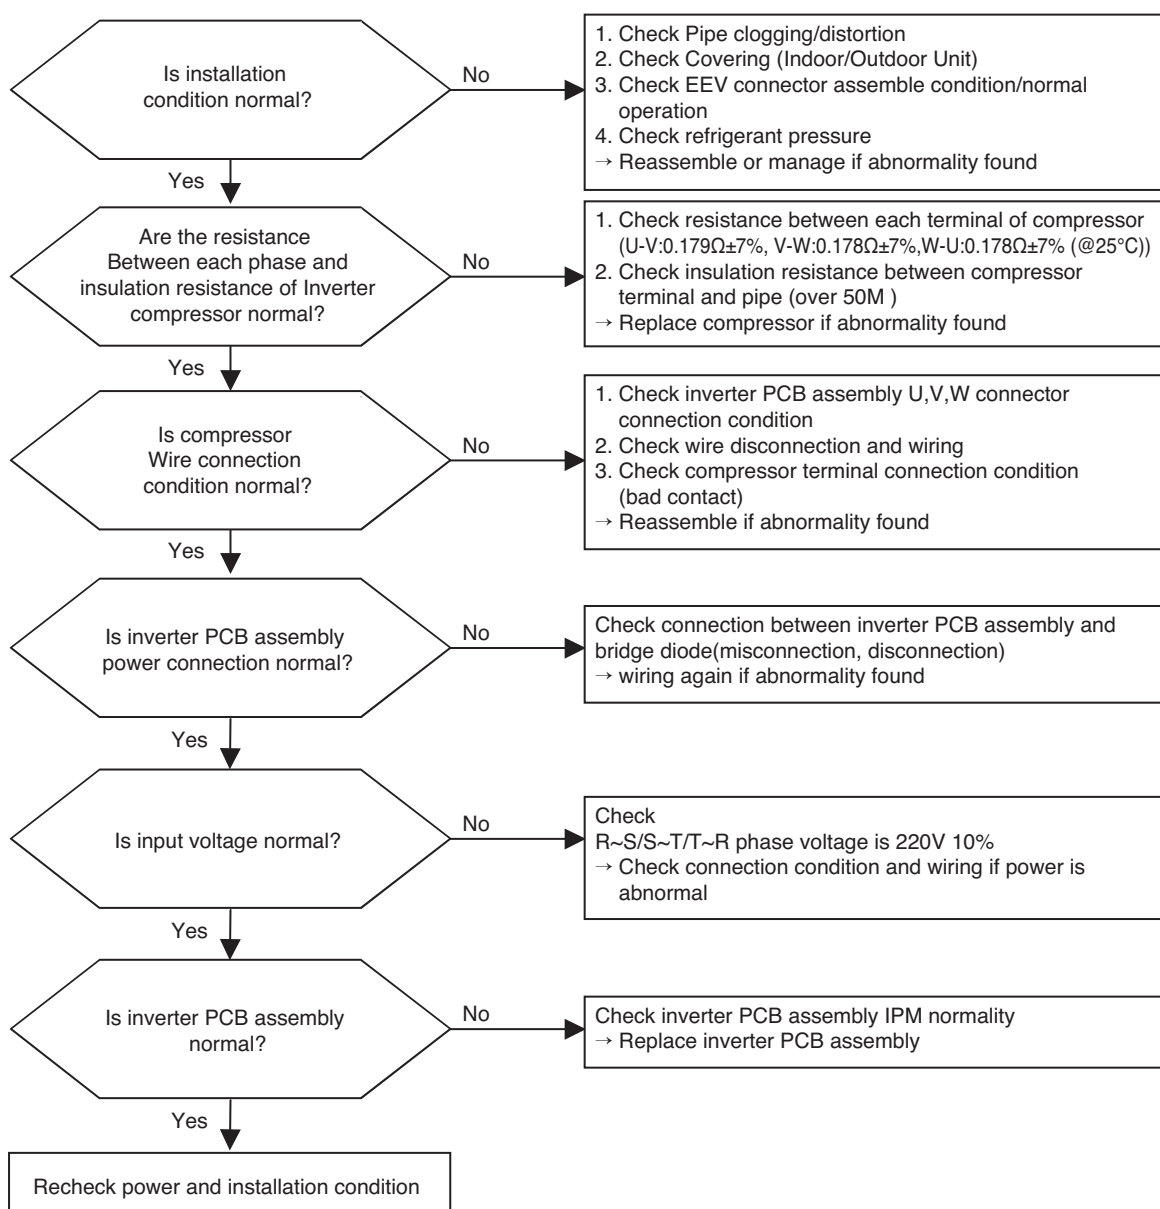 Is installation
condition normal?
No
1. Check Pipe clogging/distortion
2. Check Covering (Indoor/Outdoor Unit)
3. Check EEV connector assemble condition/normal
operation
4. Check refrigerant pressure
→ Reassemble or manage if abnormality found
Yes
Are the resistance
Between each phase and
insulation resistance of Inverter
compressor normal?
No
1. Check resistance between each terminal of compressor
(U-V:0.179Ω±7%, V-W:0.178Ω±7%,W-U:0.178Ω±7% (@25°C))
2. Check insulation resistance between compressor
terminal and pipe (over 50M )
→ Replace compressor if abnormality found
Yes
Is compressor
Wire connection
condition normal?
No
1. Check inverter PCB assembly U,V,W connector
connection condition
2. Check wire disconnection and wiring
3. Check compressor terminal connection condition
(bad contact)
→ Reassemble if abnormality found
Yes
Is inverter PCB assembly
power connection normal?
No
Check connection between inverter PCB assembly and
bridge diode(misconnection, disconnection)
→ wiring again if abnormality found
Yes
Is input voltage normal?
No
Check
R~S/S~T/T~R phase voltage is 220V 10%
→ Check connection condition and wiring if power is
abnormal
Yes
Is inverter PCB assembly
normal?
No
Check inverter PCB assembly IPM normality
→ Replace inverter PCB assembly
Yes
Recheck power and installation condition